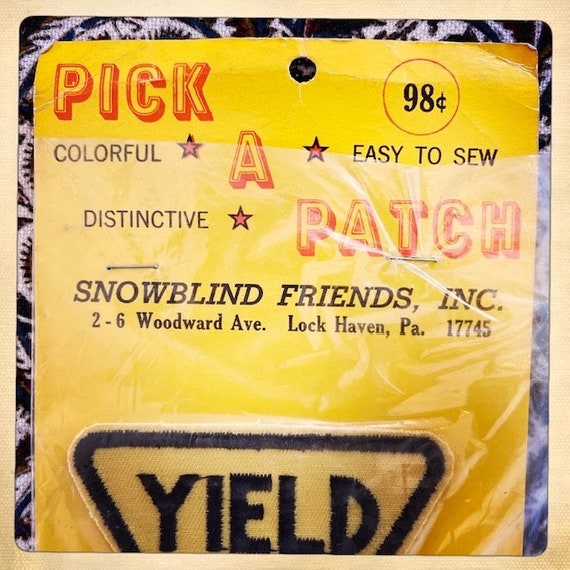 PICK
98¢
COLORFUL ★ A ★ EASY TO SEW
DISTINCTIVE ★ PATCH
SNOWBLIND FRIENDS, INC.
2-6 Woodward Ave. Lock Haven, Pa. 17745
YIELD